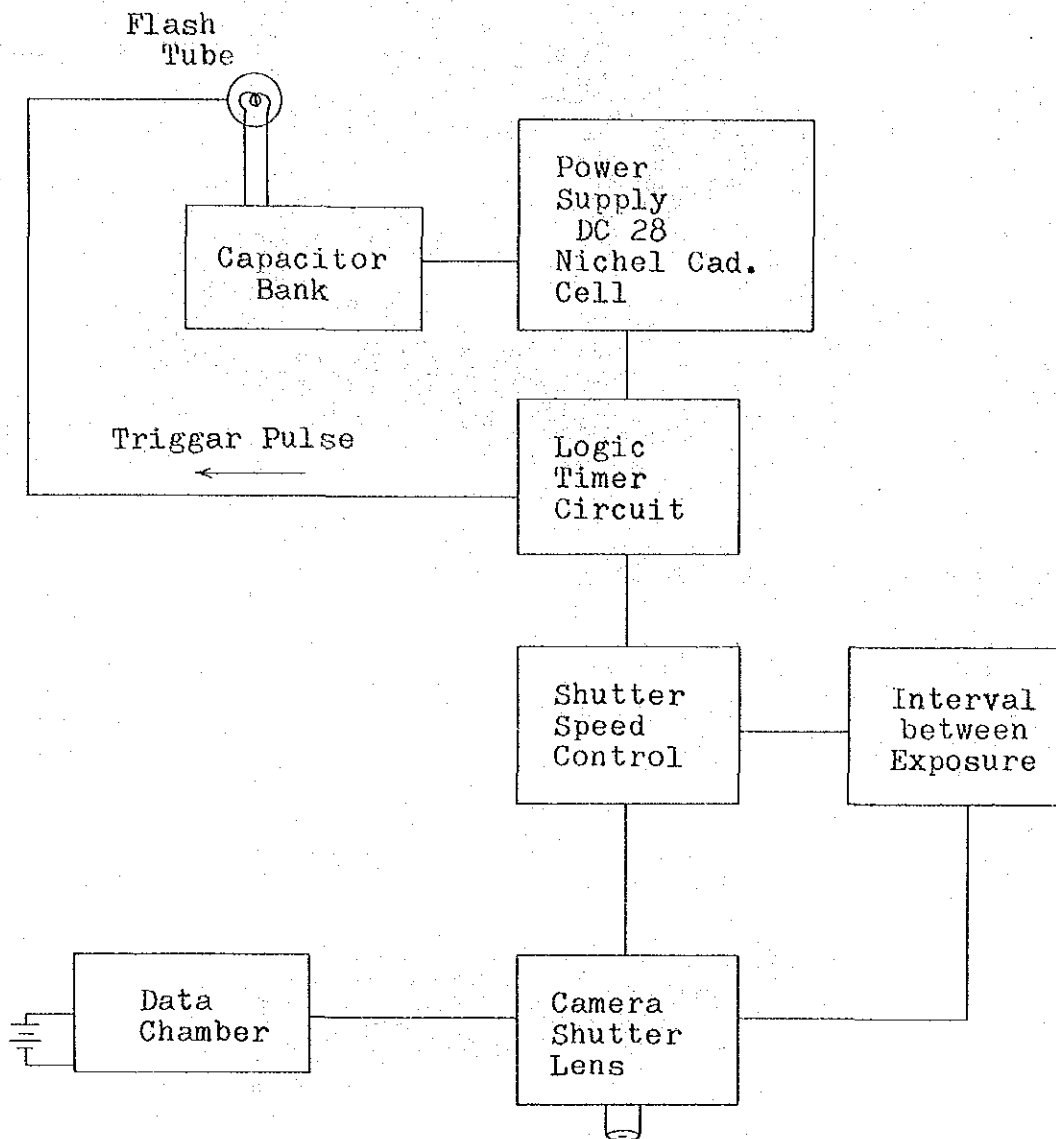 Flash
Tube
Power
Supply
DC 28
Nichel Cad.
Cell
Capacitor
Bank
Triggar Pulse
Logic
Timer
Circuit
Shutter
Speed
Control
Interval
between
Exposure
Data
Chamber
Camera
Shutter
Lens